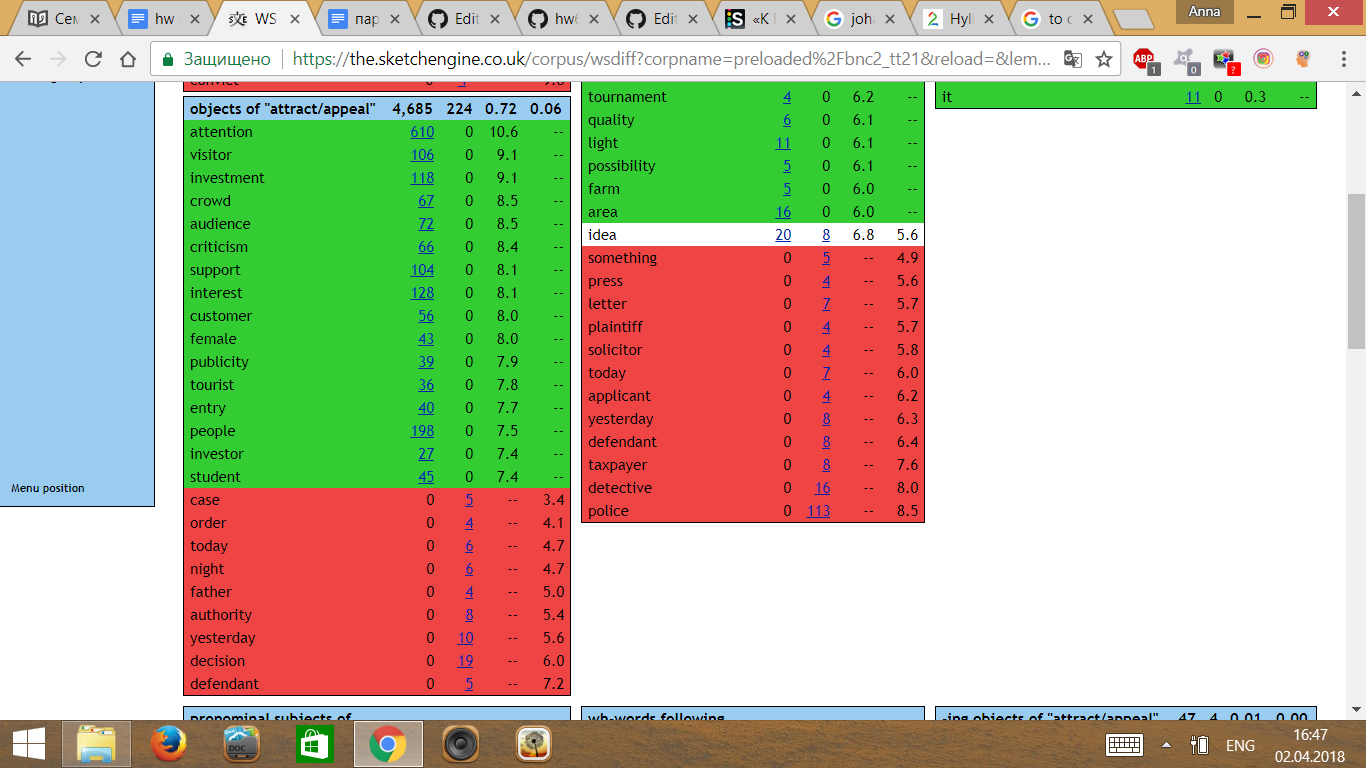 Сем
hw
WS
пар
Edit
hw
Edit
«К
joh
Hyll
to c
Anna
Защищено
https://the.sketchengine.co.uk/corpus/wsdiff?corpname=preloaded%2Fbnc2_tt21&reload=&lem...
ABP
1
0
?
Menu position
convict
objects of "attract/appeal" 4,685 224 0.72 0.06
attention 610 0 10.6 --
visitor 106 0 9.1 --
investment 118 0 9.1 --
crowd 67 0 8.5 --
audience 72 0 8.5 --
criticism 66 0 8.4 --
support 104 0 8.1 --
interest 128 0 8.1 --
customer 56 0 8.0 --
female 43 0 8.0 --
publicity 39 0 7.9 --
tourist 36 0 7.8 --
entry 40 0 7.7 --
people 198 0 7.5 --
investor 27 0 7.4 --
student 45 0 7.4 --
case 0 5 -- 3.4
order 0 4 -- 4.1
today 0 6 -- 4.7
night 0 6 -- 4.7
father 0 4 -- 5.0
authority 0 8 -- 5.4
yesterday 0 10 -- 5.6
decision 0 19 -- 6.0
defendant 0 5 -- 7.2
pronominal subjects of
tournament 4 0 6.2 --
quality 6 0 6.1 --
light 11 0 6.1 --
possibility 5 0 6.1 --
farm 5 0 6.0 --
area 16 0 6.0 --
idea 20 8 6.8 5.6
something 0 5 -- 4.9
press 0 4 -- 5.6
letter 0 7 -- 5.7
plaintiff 0 4 -- 5.7
solicitor 0 4 -- 5.8
today 0 7 -- 6.0
applicant 0 4 -- 6.2
yesterday 0 8 -- 6.3
defendant 0 8 -- 6.4
taxpayer 0 8 -- 7.6
detective 0 16 -- 8.0
police 0 113 -- 8.5
wh-words following
it 11 0 0.3 --
-ing objects of "attract/appeal" 47 4 0.01 0.00
DOC
ENG
16:47
02.04.2018